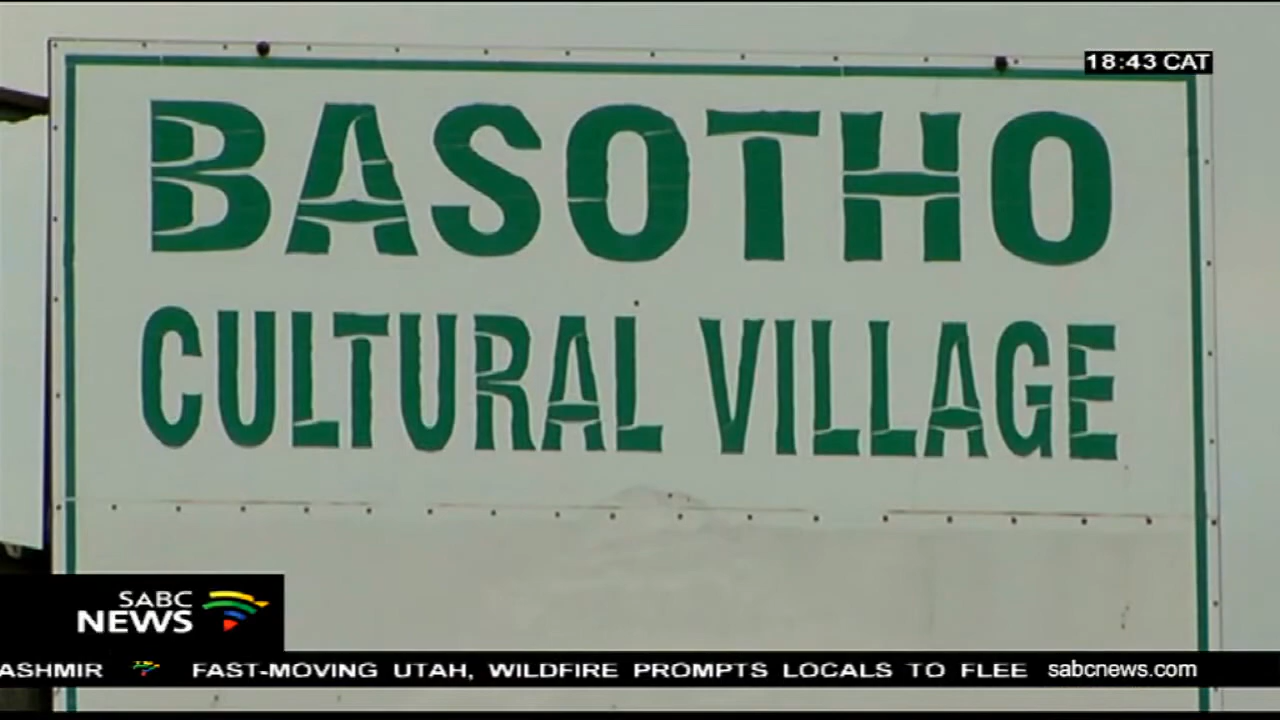 18:43 CAT
BASOTHO
CULTURAL VILLAGE
SABC
NEWS
ASHMIR FAST-MOVING UTAH, WILDFIRE PROMPTS LOCALS TO FLEE sabcnews.com